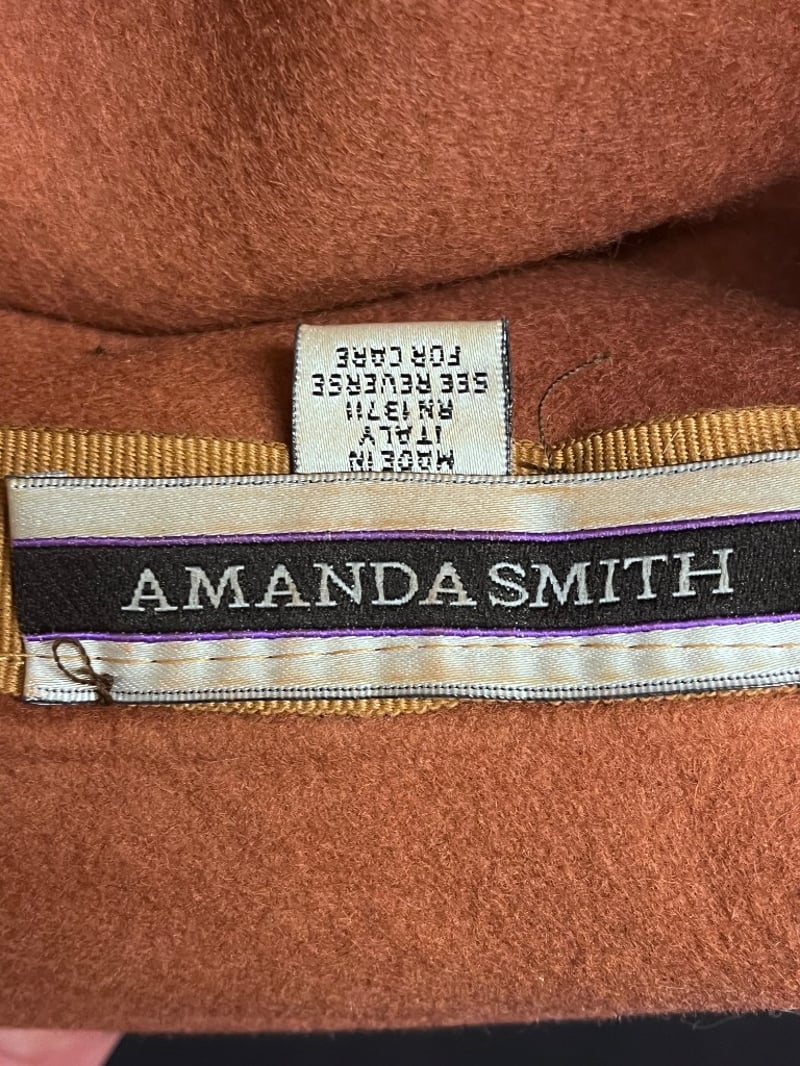 MADE IN
ITALY
RN 13711
SEE REVERSE
FOR CARE
AMANDA SMITH